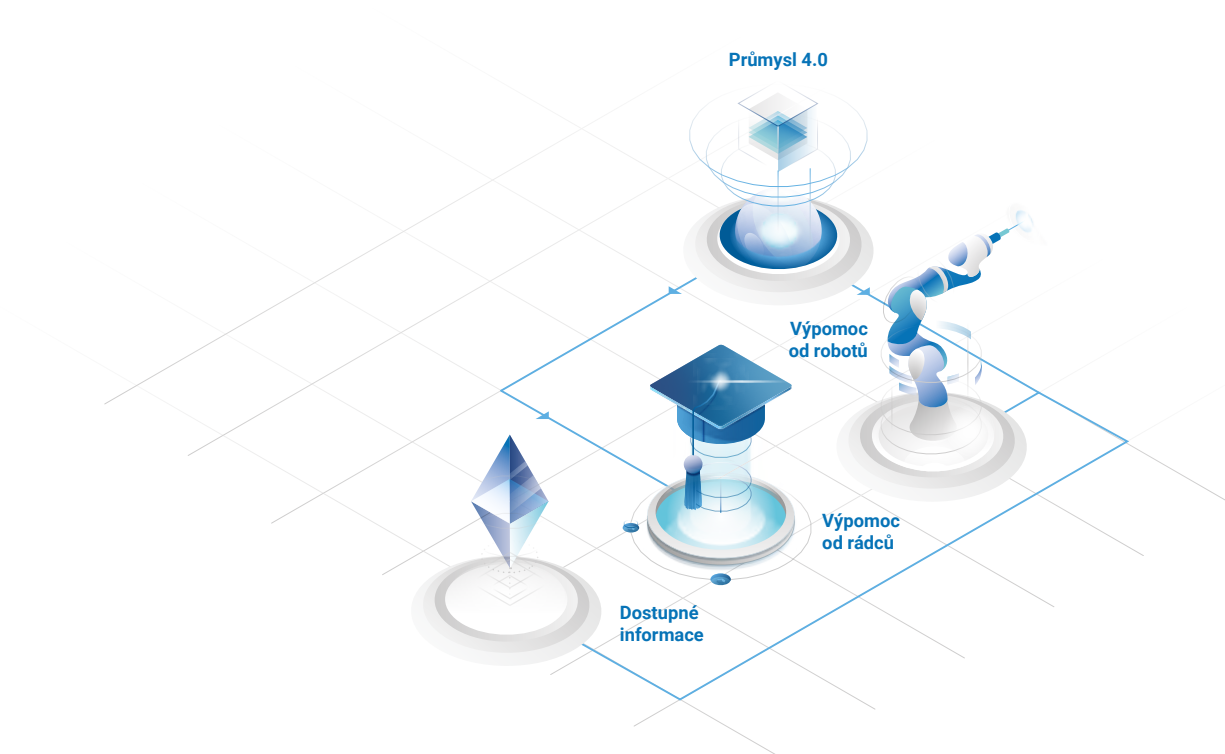 Průmysl 4.0
Výpomoc
od robotů
Výpomoc
od rádců
Dostupné
informace